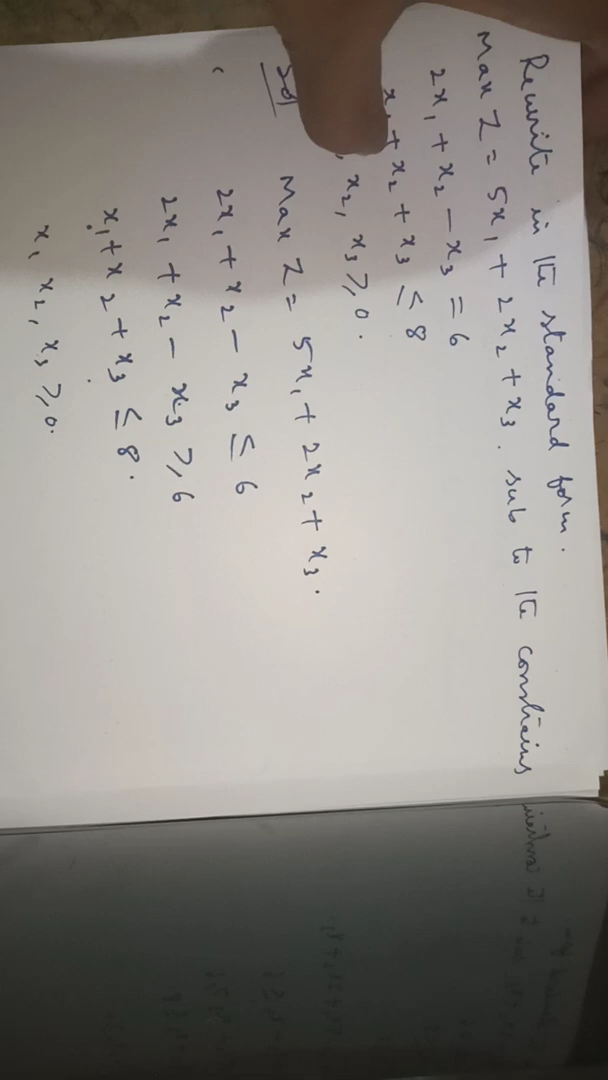 Rewrite in the standard form.
Max Z = 5x₁ + 2x₂ + x₃. sub to the constrains
2x₁ + x₂ − x₃ = 6
x₁ + x₂ + x₃ ≤ 8
x₂, x₃ ≥ 0.
Sol
Max Z = 5x₁ + 2x₂ + x₃.
2x₁ + x₂ − x₃ ≤ 6
2x₁ + x₂ − x₃ ≥ 6
x₁ + x₂ + x₃ ≤ 8.
x₁ x₂, x₃ ≥ 0.